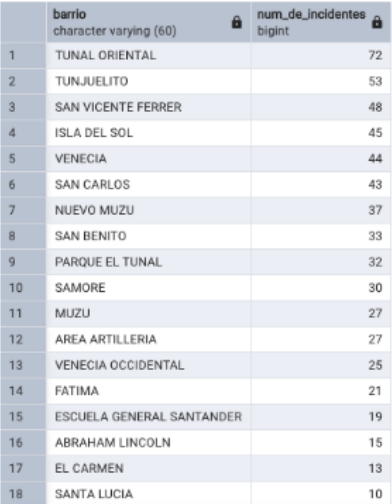 barrio num_de_incidentes
character varying (60) bigint
1 TUNAL ORIENTAL 72
2 TUNJUELITO 53
3 SAN VICENTE FERRER 48
4 ISLA DEL SOL 45
5 VENECIA 44
6 SAN CARLOS 43
7 NUEVO MUZU 37
8 SAN BENITO 33
9 PARQUE EL TUNAL 32
10 SAMORE 30
11 MUZU 27
12 AREA ARTILLERIA 27
13 VENECIA OCCIDENTAL 25
14 FATIMA 21
15 ESCUELA GENERAL SANTANDER 19
16 ABRAHAM LINCOLN 15
17 EL CARMEN 13
18 SANTA LUCIA 10